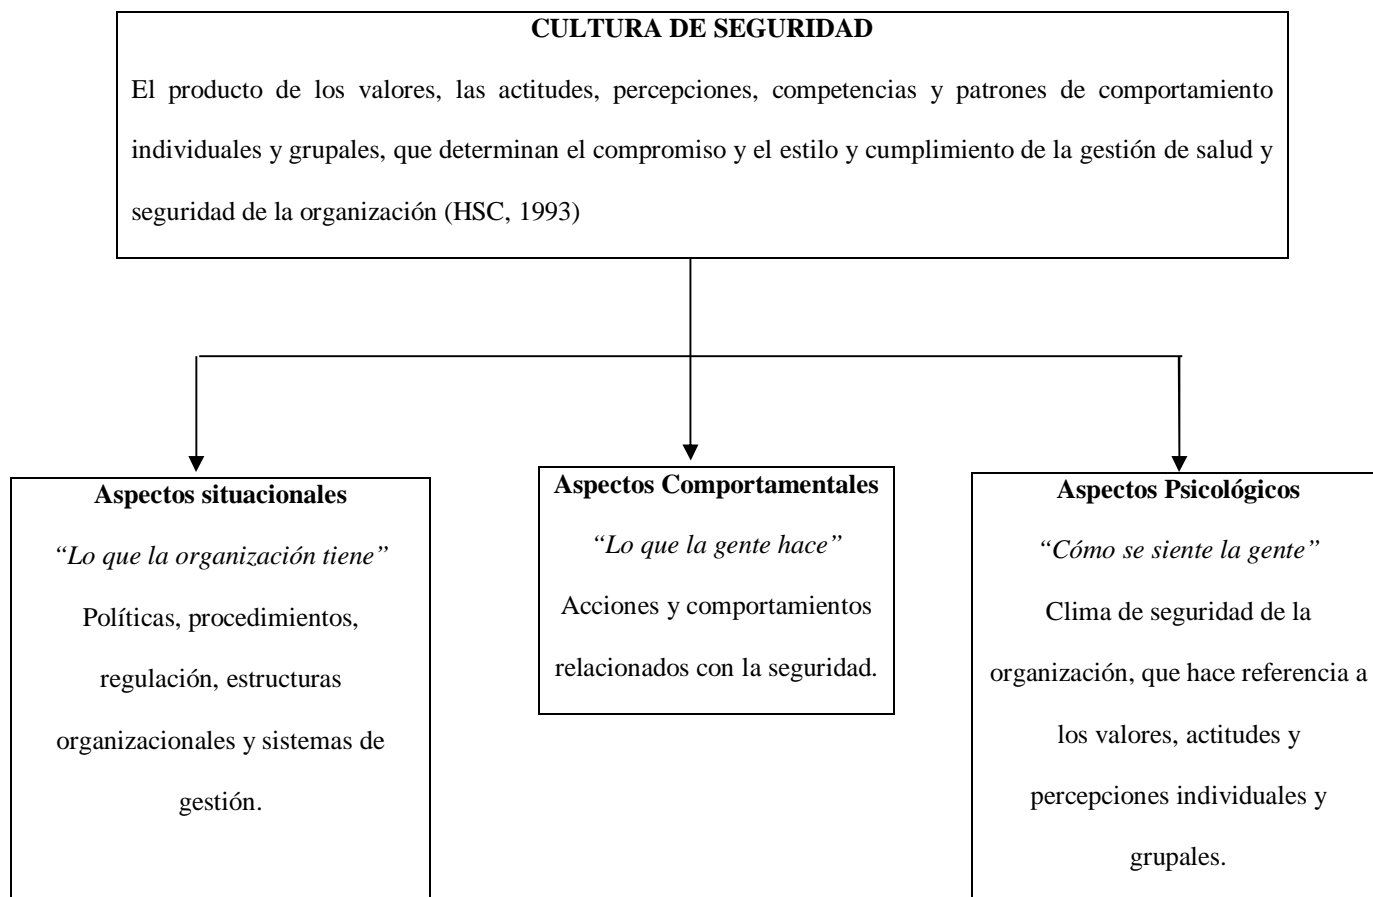 CULTURA DE SEGURIDAD
El producto de los valores, las actitudes, percepciones, competencias y patrones de comportamiento
individuales y grupales, que determinan el compromiso y el estilo y cumplimiento de la gestión de salud y
seguridad de la organización (HSC, 1993)
Aspectos situacionales
“Lo que la organización tiene”
Políticas, procedimientos,
regulación, estructuras
organizacionales y sistemas de
gestión.
Aspectos Comportamentales
“Lo que la gente hace”
Acciones y comportamientos
relacionados con la seguridad.
Aspectos Psicológicos
“Cómo se siente la gente”
Clima de seguridad de la
organización, que hace referencia a
los valores, actitudes y
percepciones individuales y
grupales.